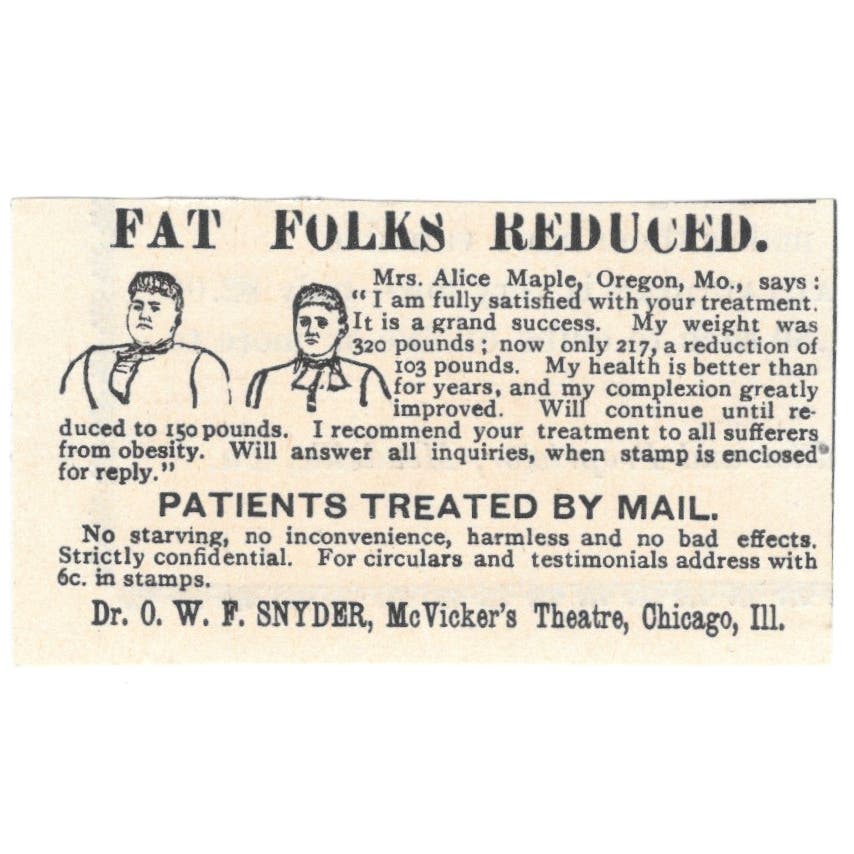 FAT FOLKS REDUCED.
Mrs. Alice Maple, Oregon, Mo., says :
“ I am fully satisfied with your treatment.
It is a grand success. My weight was
320 pounds ; now only 217, a reduction of
103 pounds. My health is better than
for years, and my complexion greatly
improved. Will continue until re-
duced to 150 pounds. I recommend your treatment to all sufferers
from obesity. Will answer all inquiries, when stamp is enclosed
for reply.”
PATIENTS TREATED BY MAIL.
No starving, no inconvenience, harmless and no bad effects.
Strictly confidential. For circulars and testimonials address with
6c. in stamps.
Dr. O. W. F. SNYDER, McVicker's Theatre, Chicago, Ill.